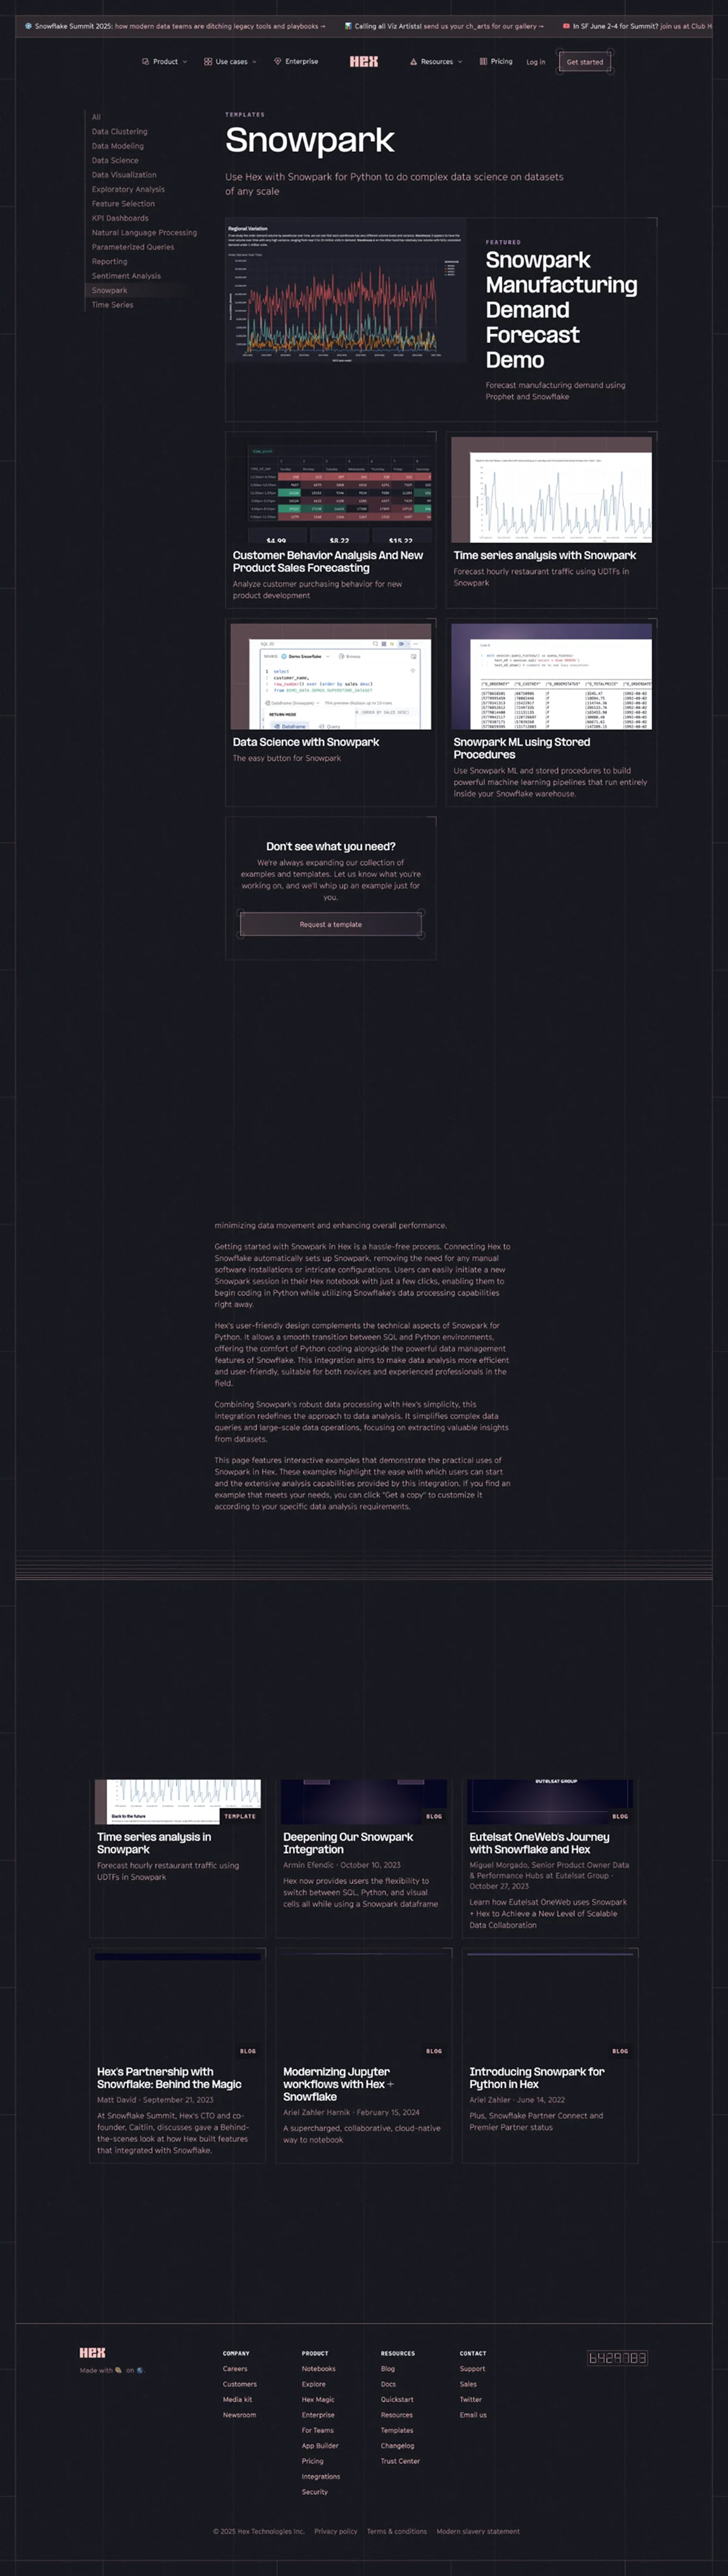 Snowflake Summit 2025: how modern data teams are ditching legacy tools and playbooks →
Calling all Viz Artists! send us your ch_arts for our gallery →
In SF June 2-4 for Summit? join us at Club H
Product
Use cases
Enterprise
HEX
Resources
Pricing
Log in
Get started
All
Data Clustering
Data Modeling
Data Science
Data Visualization
Exploratory Analysis
Feature Selection
KPI Dashboards
Natural Language Processing
Parameterized Queries
Reporting
Sentiment Analysis
Snowpark
Time Series
TEMPLATES
Snowpark
Use Hex with Snowpark for Python to do complex data science on datasets
of any scale
Regional Variation
FEATURED
Snowpark
Manufacturing
Demand
Forecast
Demo
Forecast manufacturing demand using
Prophet and Snowflake
$4.99
$8.22
$15.22
Customer Behavior Analysis And New
Product Sales Forecasting
Analyze customer purchasing behavior for new
product development
Time series analysis with Snowpark
Forecast hourly restaurant traffic using UDTFs in
Snowpark
Demo Snowflake
Browse
select
customer_name,
row_number() over (order by sales desc)
RETURN MODE
Dataframe
Query
Data Science with Snowpark
The easy button for Snowpark
Snowpark ML using Stored
Procedures
Use Snowpark ML and stored procedures to build
powerful machine learning pipelines that run entirely
inside your Snowflake warehouse.
Don't see what you need?
We're always expanding our collection of
examples and templates. Let us know what you're
working on, and we'll whip up an example just for
you.
Request a template
minimizing data movement and enhancing overall performance.
Getting started with Snowpark in Hex is a hassle-free process. Connecting Hex to
Snowflake automatically sets up Snowpark, removing the need for any manual
software installations or intricate configurations. Users can easily initiate a new
Snowpark session in their Hex notebook with just a few clicks, enabling them to
begin coding in Python while utilizing Snowflake's data processing capabilities
right away.
Hex's user-friendly design complements the technical aspects of Snowpark for
Python. It allows a smooth transition between SQL and Python environments,
offering the comfort of Python coding alongside the powerful data management
features of Snowflake. This integration aims to make data analysis more efficient
and user-friendly, suitable for both novices and experienced professionals in the
field.
Combining Snowpark's robust data processing with Hex's simplicity, this
integration redefines the approach to data analysis. It simplifies complex data
queries and large-scale data operations, focusing on extracting valuable insights
from datasets.
This page features interactive examples that demonstrate the practical uses of
Snowpark in Hex. These examples highlight the ease with which users can start
and the extensive analysis capabilities provided by this integration. If you find an
example that meets your needs, you can click "Get a copy" to customize it
according to your specific data analysis requirements.
Back to the future
TEMPLATE
Time series analysis in
Snowpark
Forecast hourly restaurant traffic using
UDTFs in Snowpark
BLOG
Deepening Our Snowpark
Integration
Armin Efendic · October 10, 2023
Hex now provides users the flexibility to
switch between SQL, Python, and visual
cells all while using a Snowpark dataframe
EUTELSAT GROUP
BLOG
Eutelsat OneWeb's Journey
with Snowflake and Hex
Miguel Morgado, Senior Product Owner Data
& Performance Hubs at Eutelsat Group ·
October 27, 2023
Learn how Eutelsat OneWeb uses Snowpark
+ Hex to Achieve a New Level of Scalable
Data Collaboration
BLOG
Hex's Partnership with
Snowflake: Behind the Magic
Matt David · September 21, 2023
At Snowflake Summit, Hex's CTO and co-
founder, Caitlin, discusses gave a Behind-
the-scenes look at how Hex built features
that integrated with Snowflake.
BLOG
Modernizing Jupyter
workflows with Hex +
Snowflake
Ariel Zahler Harnik · February 15, 2024
A supercharged, collaborative, cloud-native
way to notebook
BLOG
Introducing Snowpark for
Python in Hex
Ariel Zahler · June 14, 2022
Plus, Snowflake Partner Connect and
Premier Partner status
HEX
Made with on
COMPANY
Careers
Customers
Media kit
Newsroom
PRODUCT
Notebooks
Explore
Hex Magic
Enterprise
For Teams
App Builder
Pricing
Integrations
Security
RESOURCES
Blog
Docs
Quickstart
Resources
Templates
Changelog
Trust Center
CONTACT
Support
Sales
Twitter
Email us
© 2025 Hex Technologies Inc.
Privacy policy
Terms & conditions
Modern slavery statement